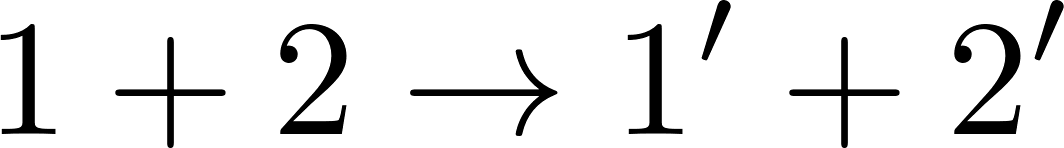 1 + 2 → 1′ + 2′